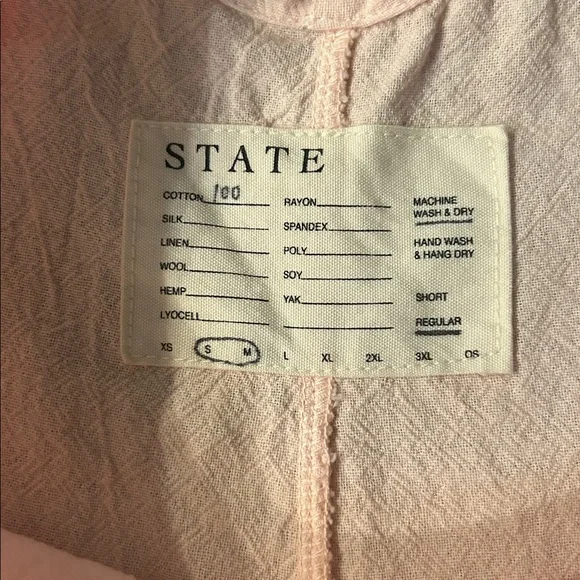 STATE
COTTON 100 RAYON MACHINE
SILK SPANDEX WASH & DRY
LINEN POLY HAND WASH
WOOL SOY & HANG DRY
HEMP YAK SHORT
LYOCELL REGULAR
XS S M L XL 2XL 3XL OS